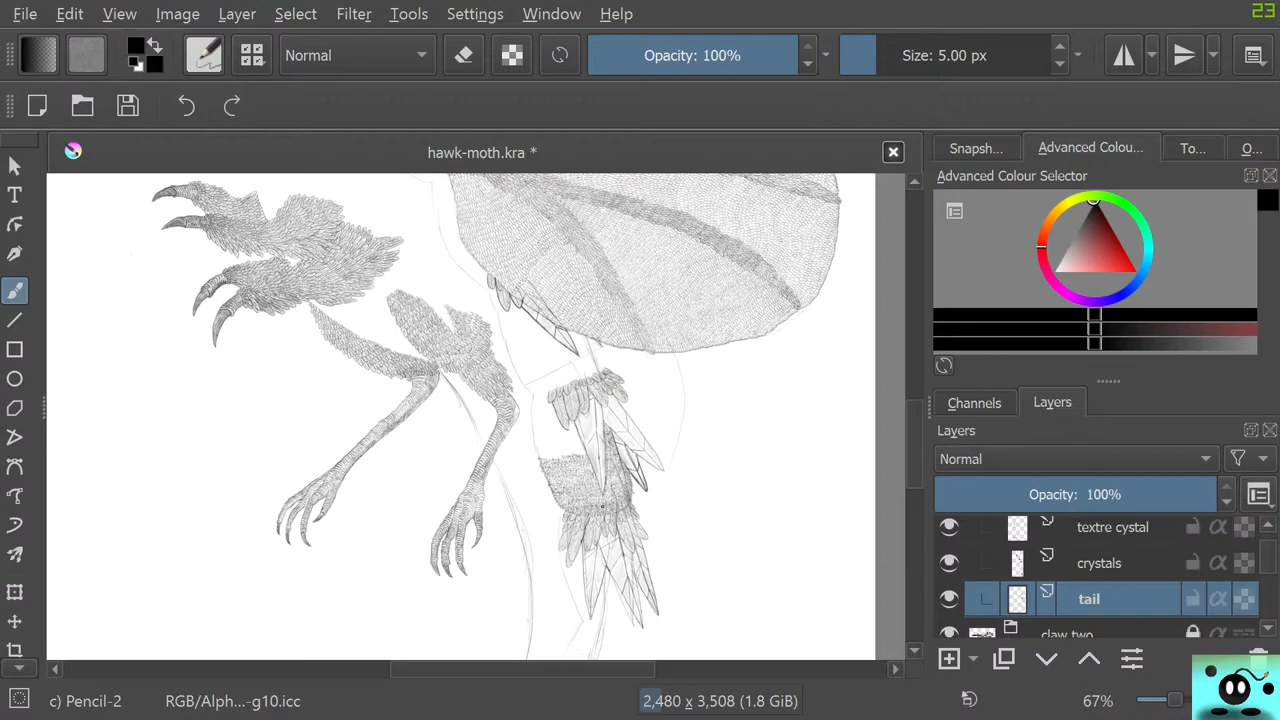 File Edit View Image Layer Select Filter Tools Settings Window Help
23
Normal
Opacity: 100%
Size: 5.00 px
hawk-moth.kra *
Snapsh... Advanced Colou... To... O...
Advanced Colour Selector
Channels Layers
Layers
Normal
Opacity: 100%
textre cystal
crystals
tail
claw two
c) Pencil-2
RGB/Alph...-g10.icc
2,480 x 3,508 (1.8 GiB)
67%